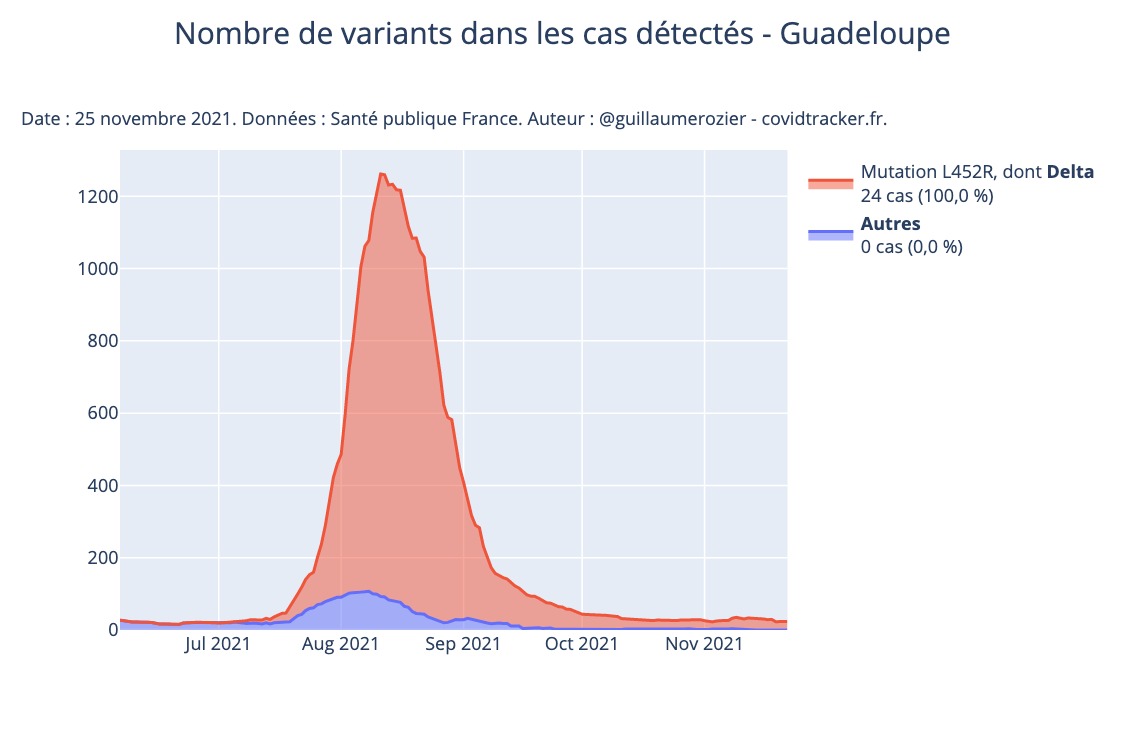 Nombre de variants dans les cas détectés - Guadeloupe
Date : 25 novembre 2021. Données : Santé publique France. Auteur : @guillaumerozier - covidtracker.fr.
Mutation L452R, dont Delta
24 cas (100,0 %)
Autres
0 cas (0,0 %)
1200
1000
800
600
400
200
0
Jul 2021
Aug 2021
Sep 2021
Oct 2021
Nov 2021